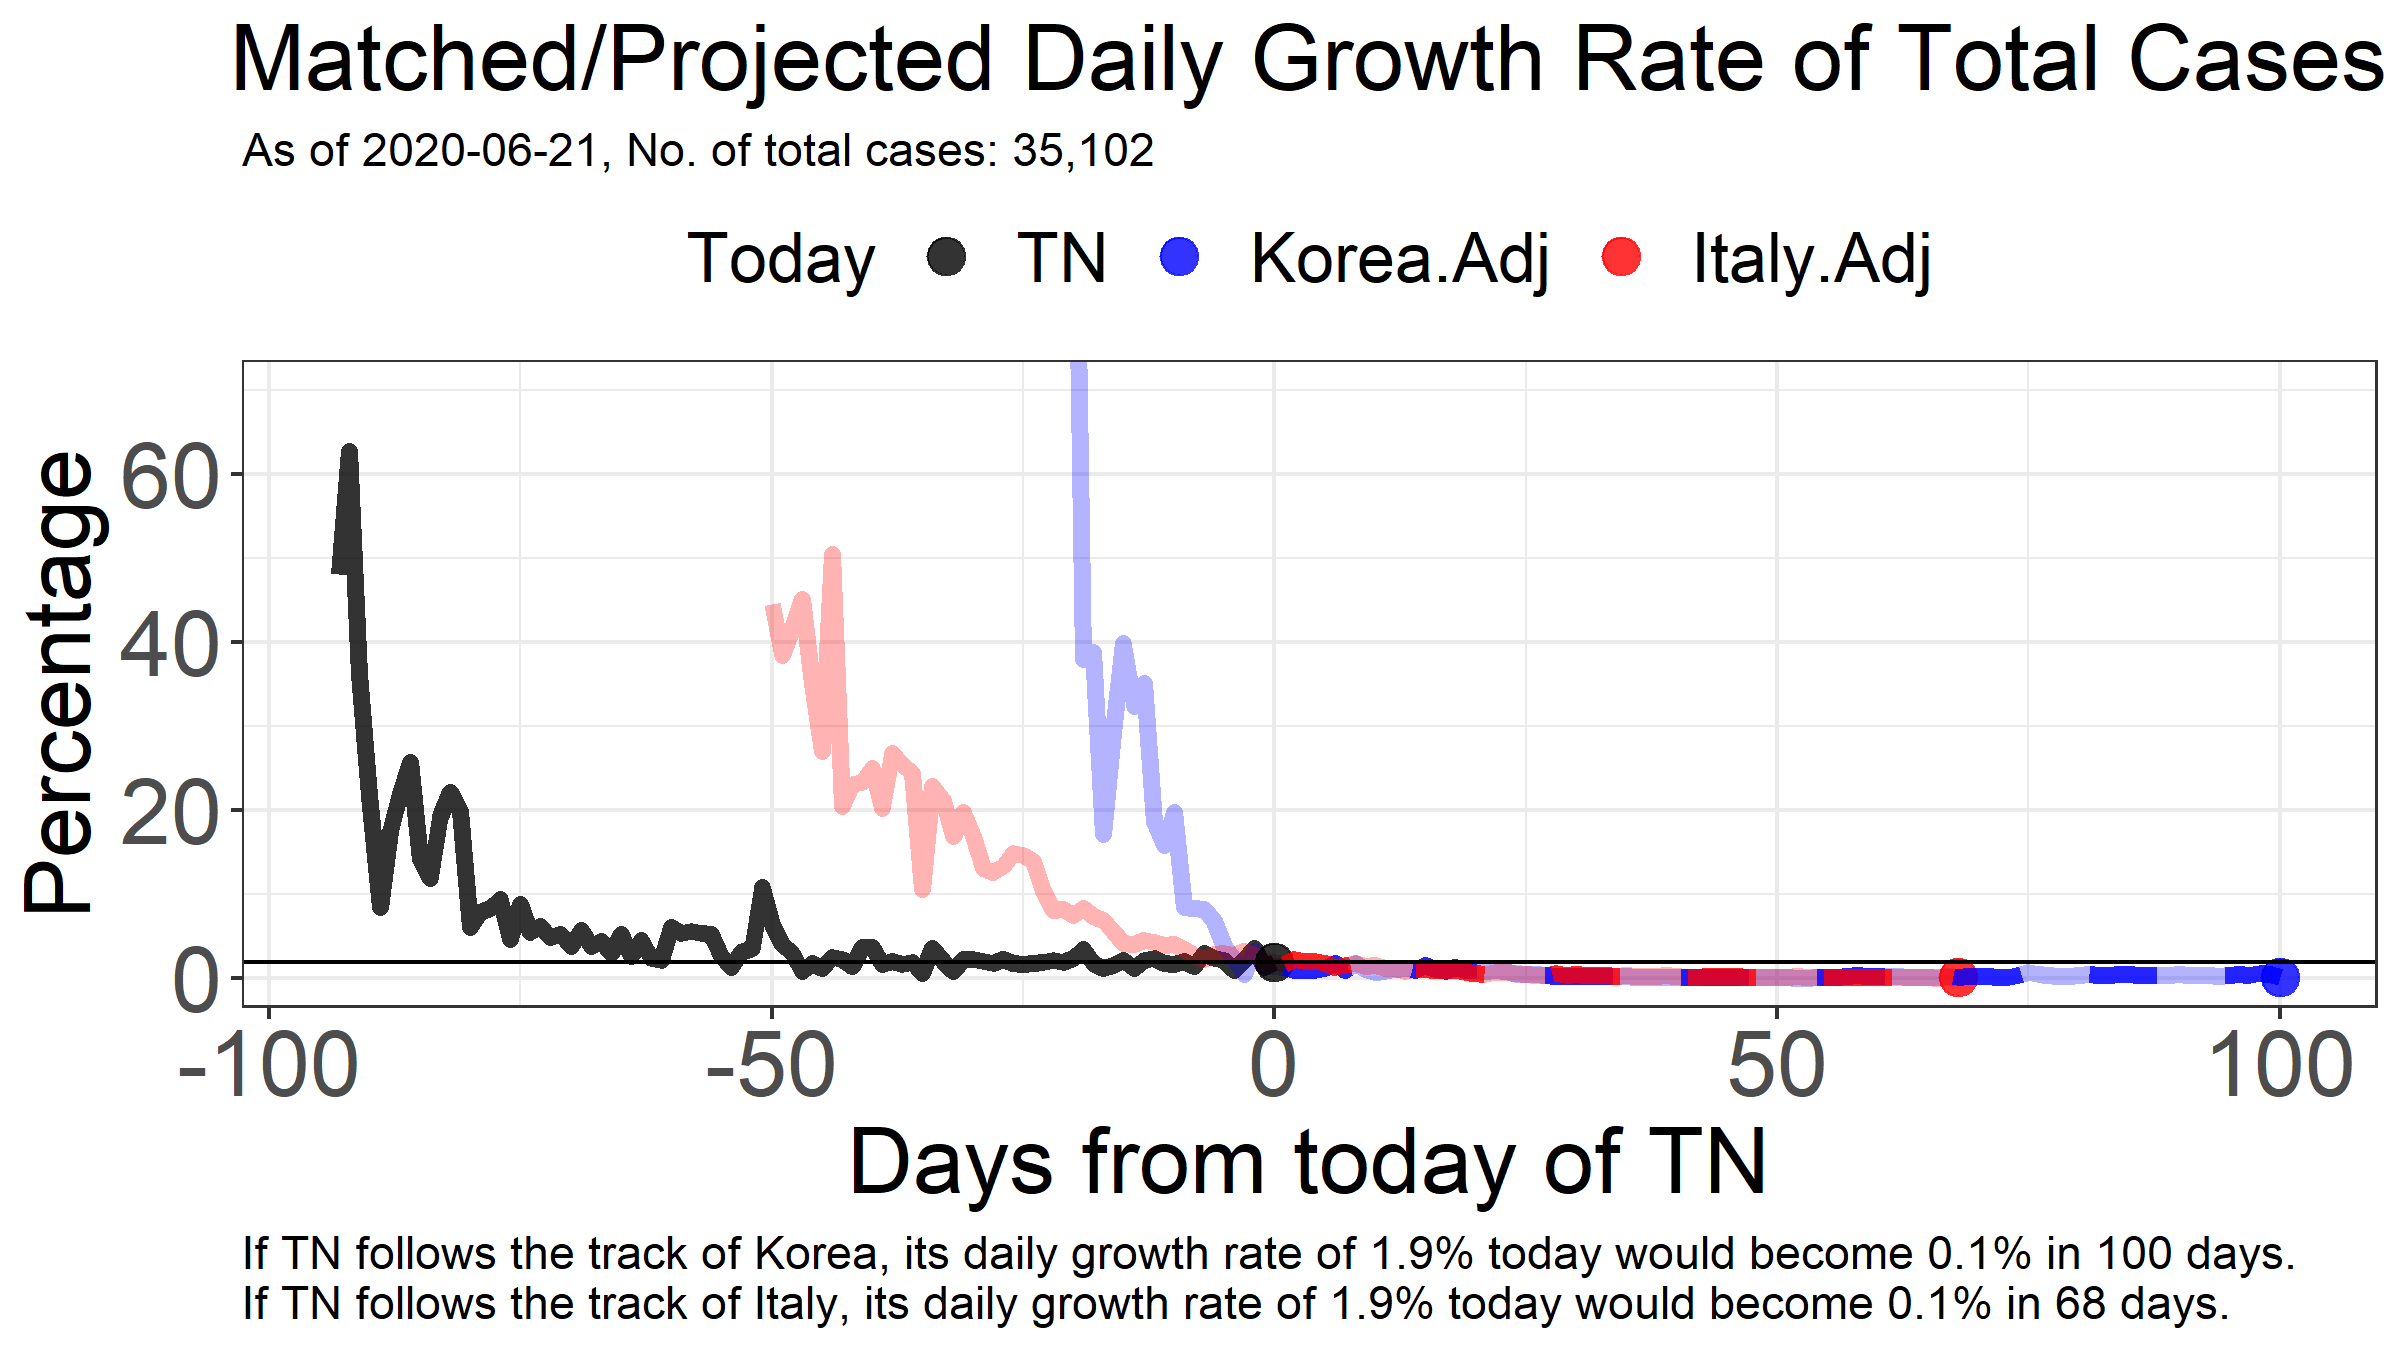 Matched/Projected Daily Growth Rate of Total Cases
As of 2020-06-21, No. of total cases: 35,102
Today TN Korea.Adj Italy.Adj
Percentage
60
40
20
0
-100 -50 0 50 100
Days from today of TN
If TN follows the track of Korea, its daily growth rate of 1.9% today would become 0.1% in 100 days.
If TN follows the track of Italy, its daily growth rate of 1.9% today would become 0.1% in 68 days.